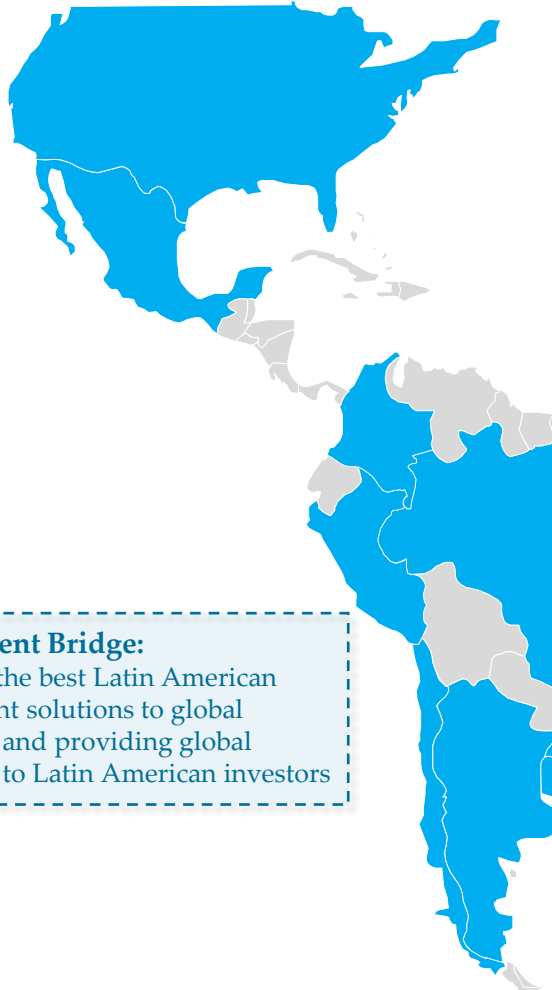 ent Bridge:
the best Latin American
nt solutions to global
and providing global
to Latin American investors